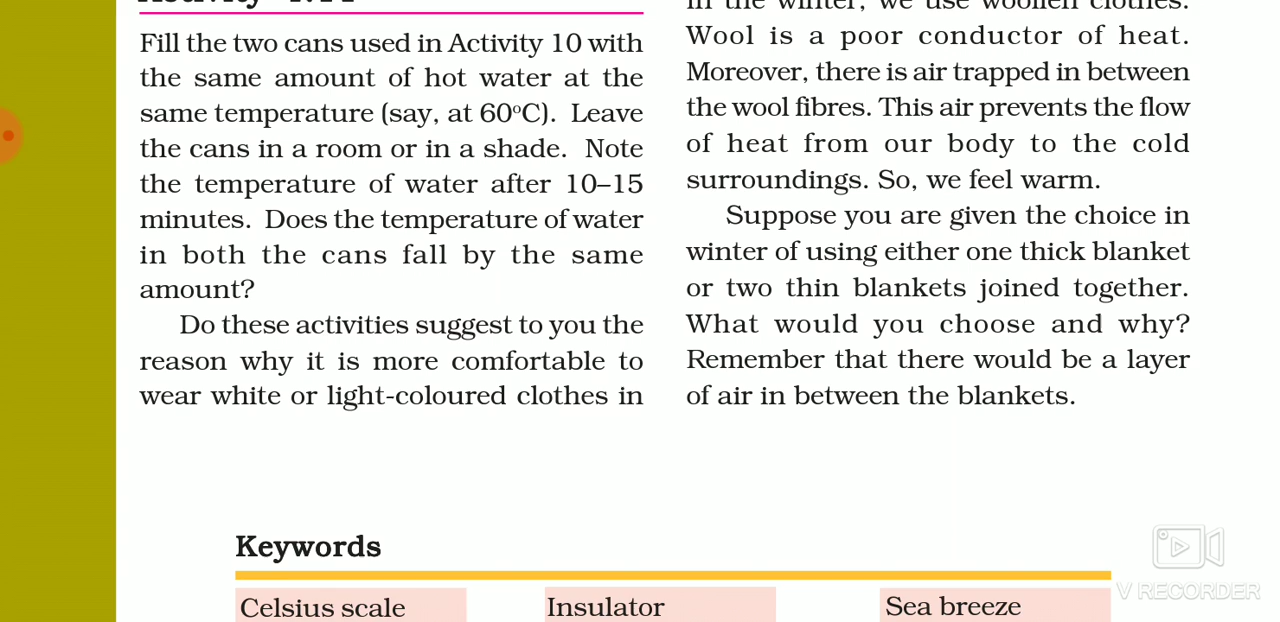 Fill the two cans used in Activity 10 with
the same amount of hot water at the
same temperature (say, at 60°C). Leave
the cans in a room or in a shade. Note
the temperature of water after 10–15
minutes. Does the temperature of water
in both the cans fall by the same
amount?
Do these activities suggest to you the
reason why it is more comfortable to
wear white or light-coloured clothes in
in the winter, we use woollen clothes.
Wool is a poor conductor of heat.
Moreover, there is air trapped in between
the wool fibres. This air prevents the flow
of heat from our body to the cold
surroundings. So, we feel warm.
Suppose you are given the choice in
winter of using either one thick blanket
or two thin blankets joined together.
What would you choose and why?
Remember that there would be a layer
of air in between the blankets.
Keywords
Celsius scale
Insulator
Sea breeze
V RECORDER